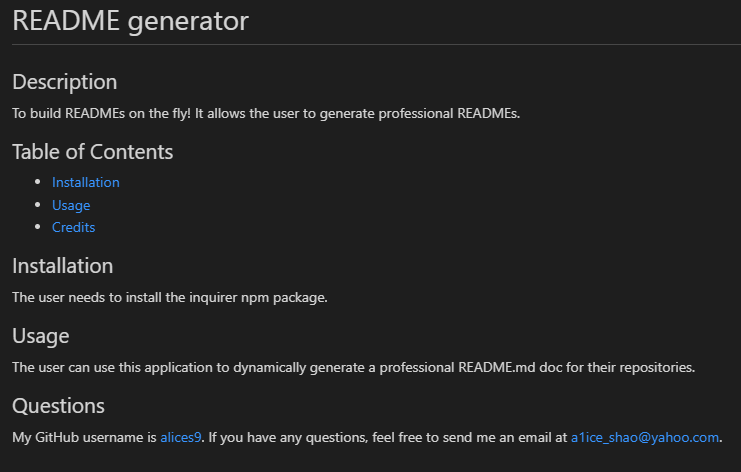 README generator
Description
To build READMEs on the fly! It allows the user to generate professional READMEs.
Table of Contents
Installation
Usage
Credits
Installation
The user needs to install the inquirer npm package.
Usage
The user can use this application to dynamically generate a professional README.md doc for their repositories.
Questions
My GitHub username is alices9. If you have any questions, feel free to send me an email at a1ice_shao@yahoo.com.